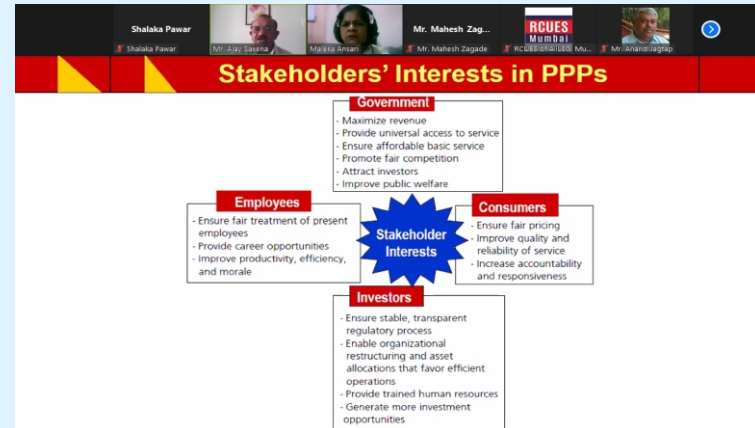 Shalaka Pawar
Mr. Mahesh Zag...
RCUES
Mumbai
Shalaka Pawar
Mr. Ajay Saxena
Malika Ansari
Mr. Mahesh Zagade
RCUES of AIILSG, Mu...
Mr. Anand Jagtap
Stakeholders' Interests in PPPs
Government
- Maximize revenue
- Provide universal access to service
- Ensure affordable basic service
- Promote fair competition
- Attract investors
- Improve public welfare
Employees
- Ensure fair treatment of present
employees
- Provide career opportunities
- Improve productivity, efficiency,
and morale
Stakeholder
Interests
Consumers
- Ensure fair pricing
- Improve quality and
reliability of service
- Increase accountability
and responsiveness
Investors
- Ensure stable, transparent
regulatory process
- Enable organizational
restructuring and asset
allocations that favor efficient
operations
- Provide trained human resources
- Generate more investment
opportunities